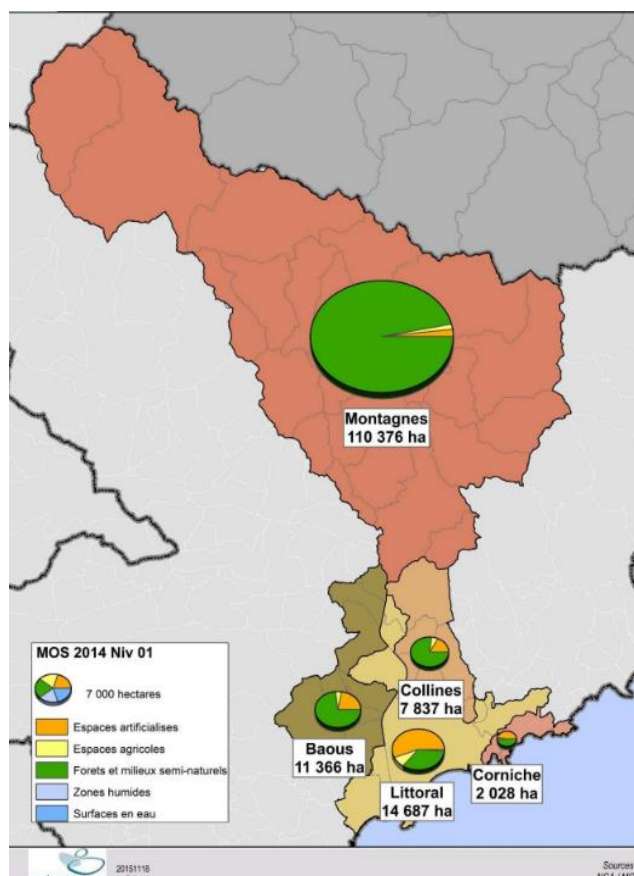 Montagnes
110 376 ha
MOS 2014 Niv 01
7 000 hectares
Espaces artificialises
Espaces agricoles
Forets et milieux semi-naturels
Zones humides
Surfaces en eau
Collines
7 837 ha
Baous
11 366 ha
Littoral
14 687 ha
Corniche
2 028 ha
20151118
Sources